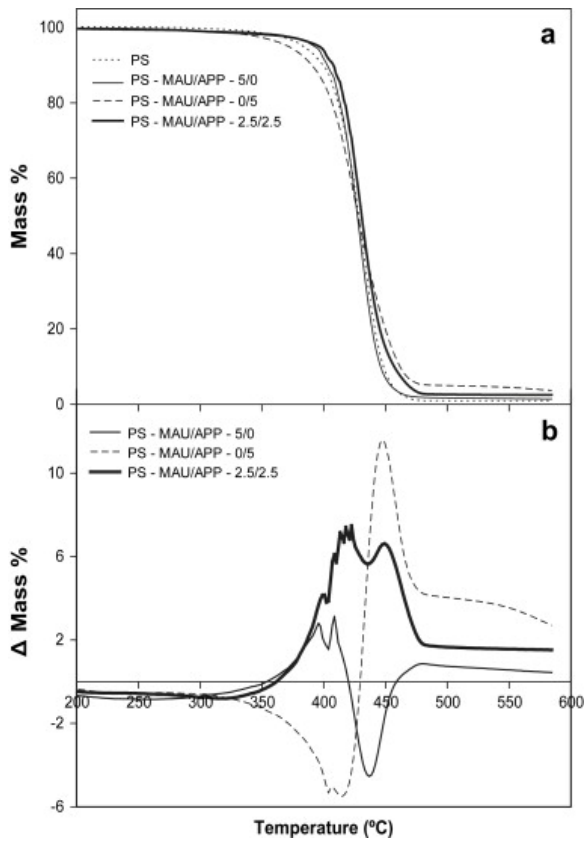 100
80
60
40
20
0
Mass %
a
PS
PS - MAU/APP - 5/0
PS - MAU/APP - 0/5
PS - MAU/APP - 2.5/2.5
b
PS - MAU/APP - 5/0
PS - MAU/APP - 0/5
PS - MAU/APP - 2.5/2.5
10
6
2
-2
-6
Δ Mass %
200 250 300 350 400 450 500 550 600
Temperature (ºC)